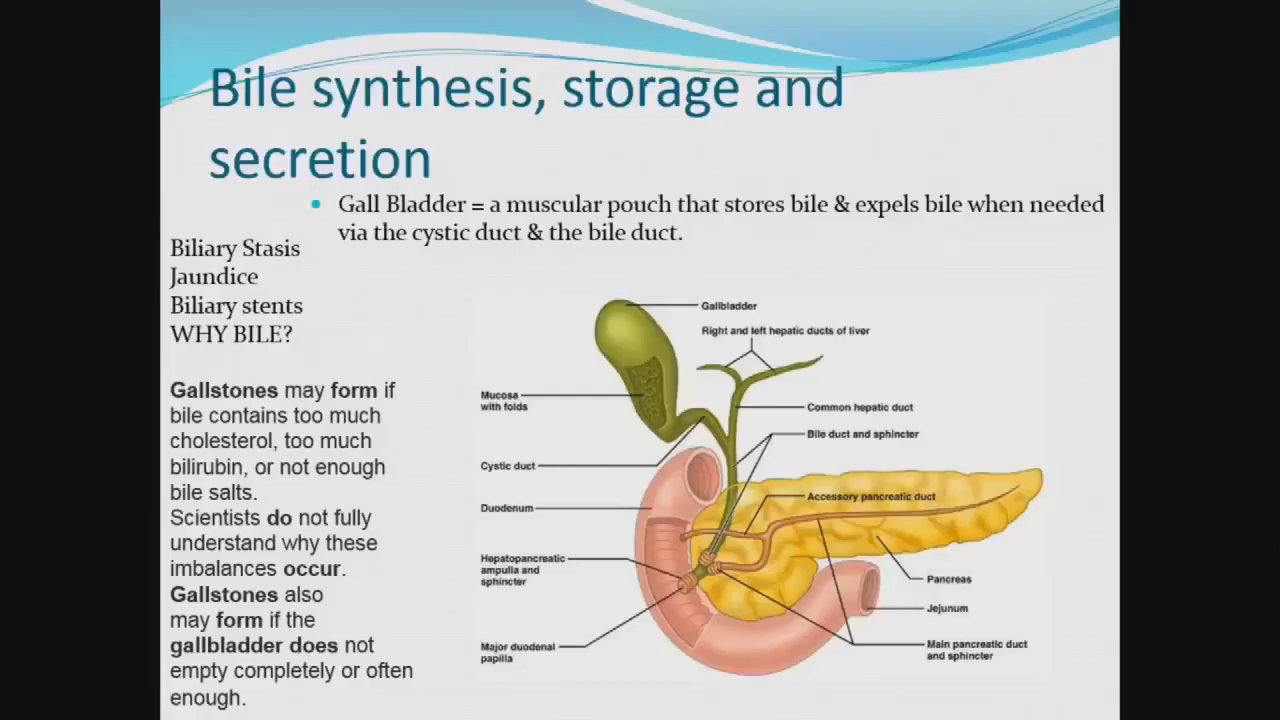 Bile synthesis, storage and
secretion
• Gall Bladder = a muscular pouch that stores bile & expels bile when needed
via the cystic duct & the bile duct.
Biliary Stasis
Jaundice
Biliary stents
WHY BILE?
Gallstones may form if
bile contains too much
cholesterol, too much
bilirubin, or not enough
bile salts.
Scientists do not fully
understand why these
imbalances occur.
Gallstones also
may form if the
gallbladder does not
empty completely or often
enough.
Gallbladder
Right and left hepatic ducts of liver
Mucosa
with folds
Common hepatic duct
Bile duct and sphincter
Cystic duct
Accessory pancreatic duct
Duodenum
Hepatopancreatic
ampulla and
sphincter
Pancreas
Jejunum
Major duodenal
papilla
Main pancreatic duct
and sphincter